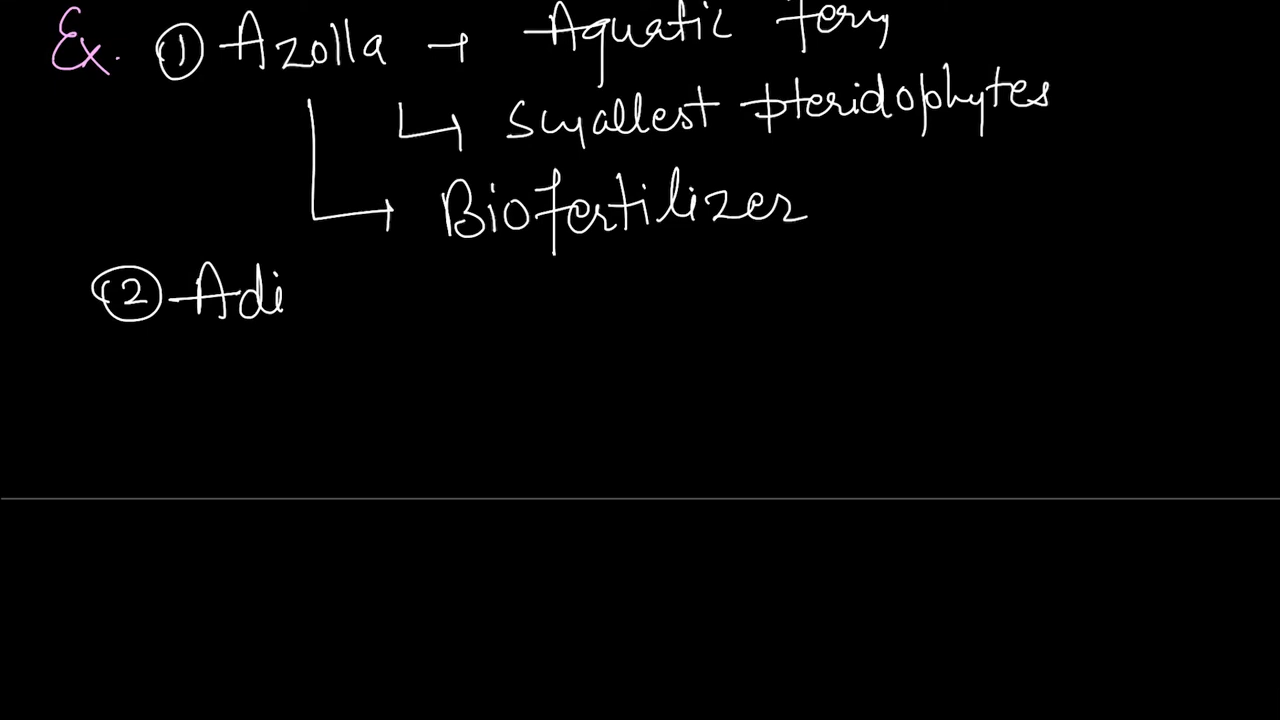 Ex. ① Azolla → Aquatic fern
↳ Smallest pteridophytes
↳ Biofertilizer
② Adi